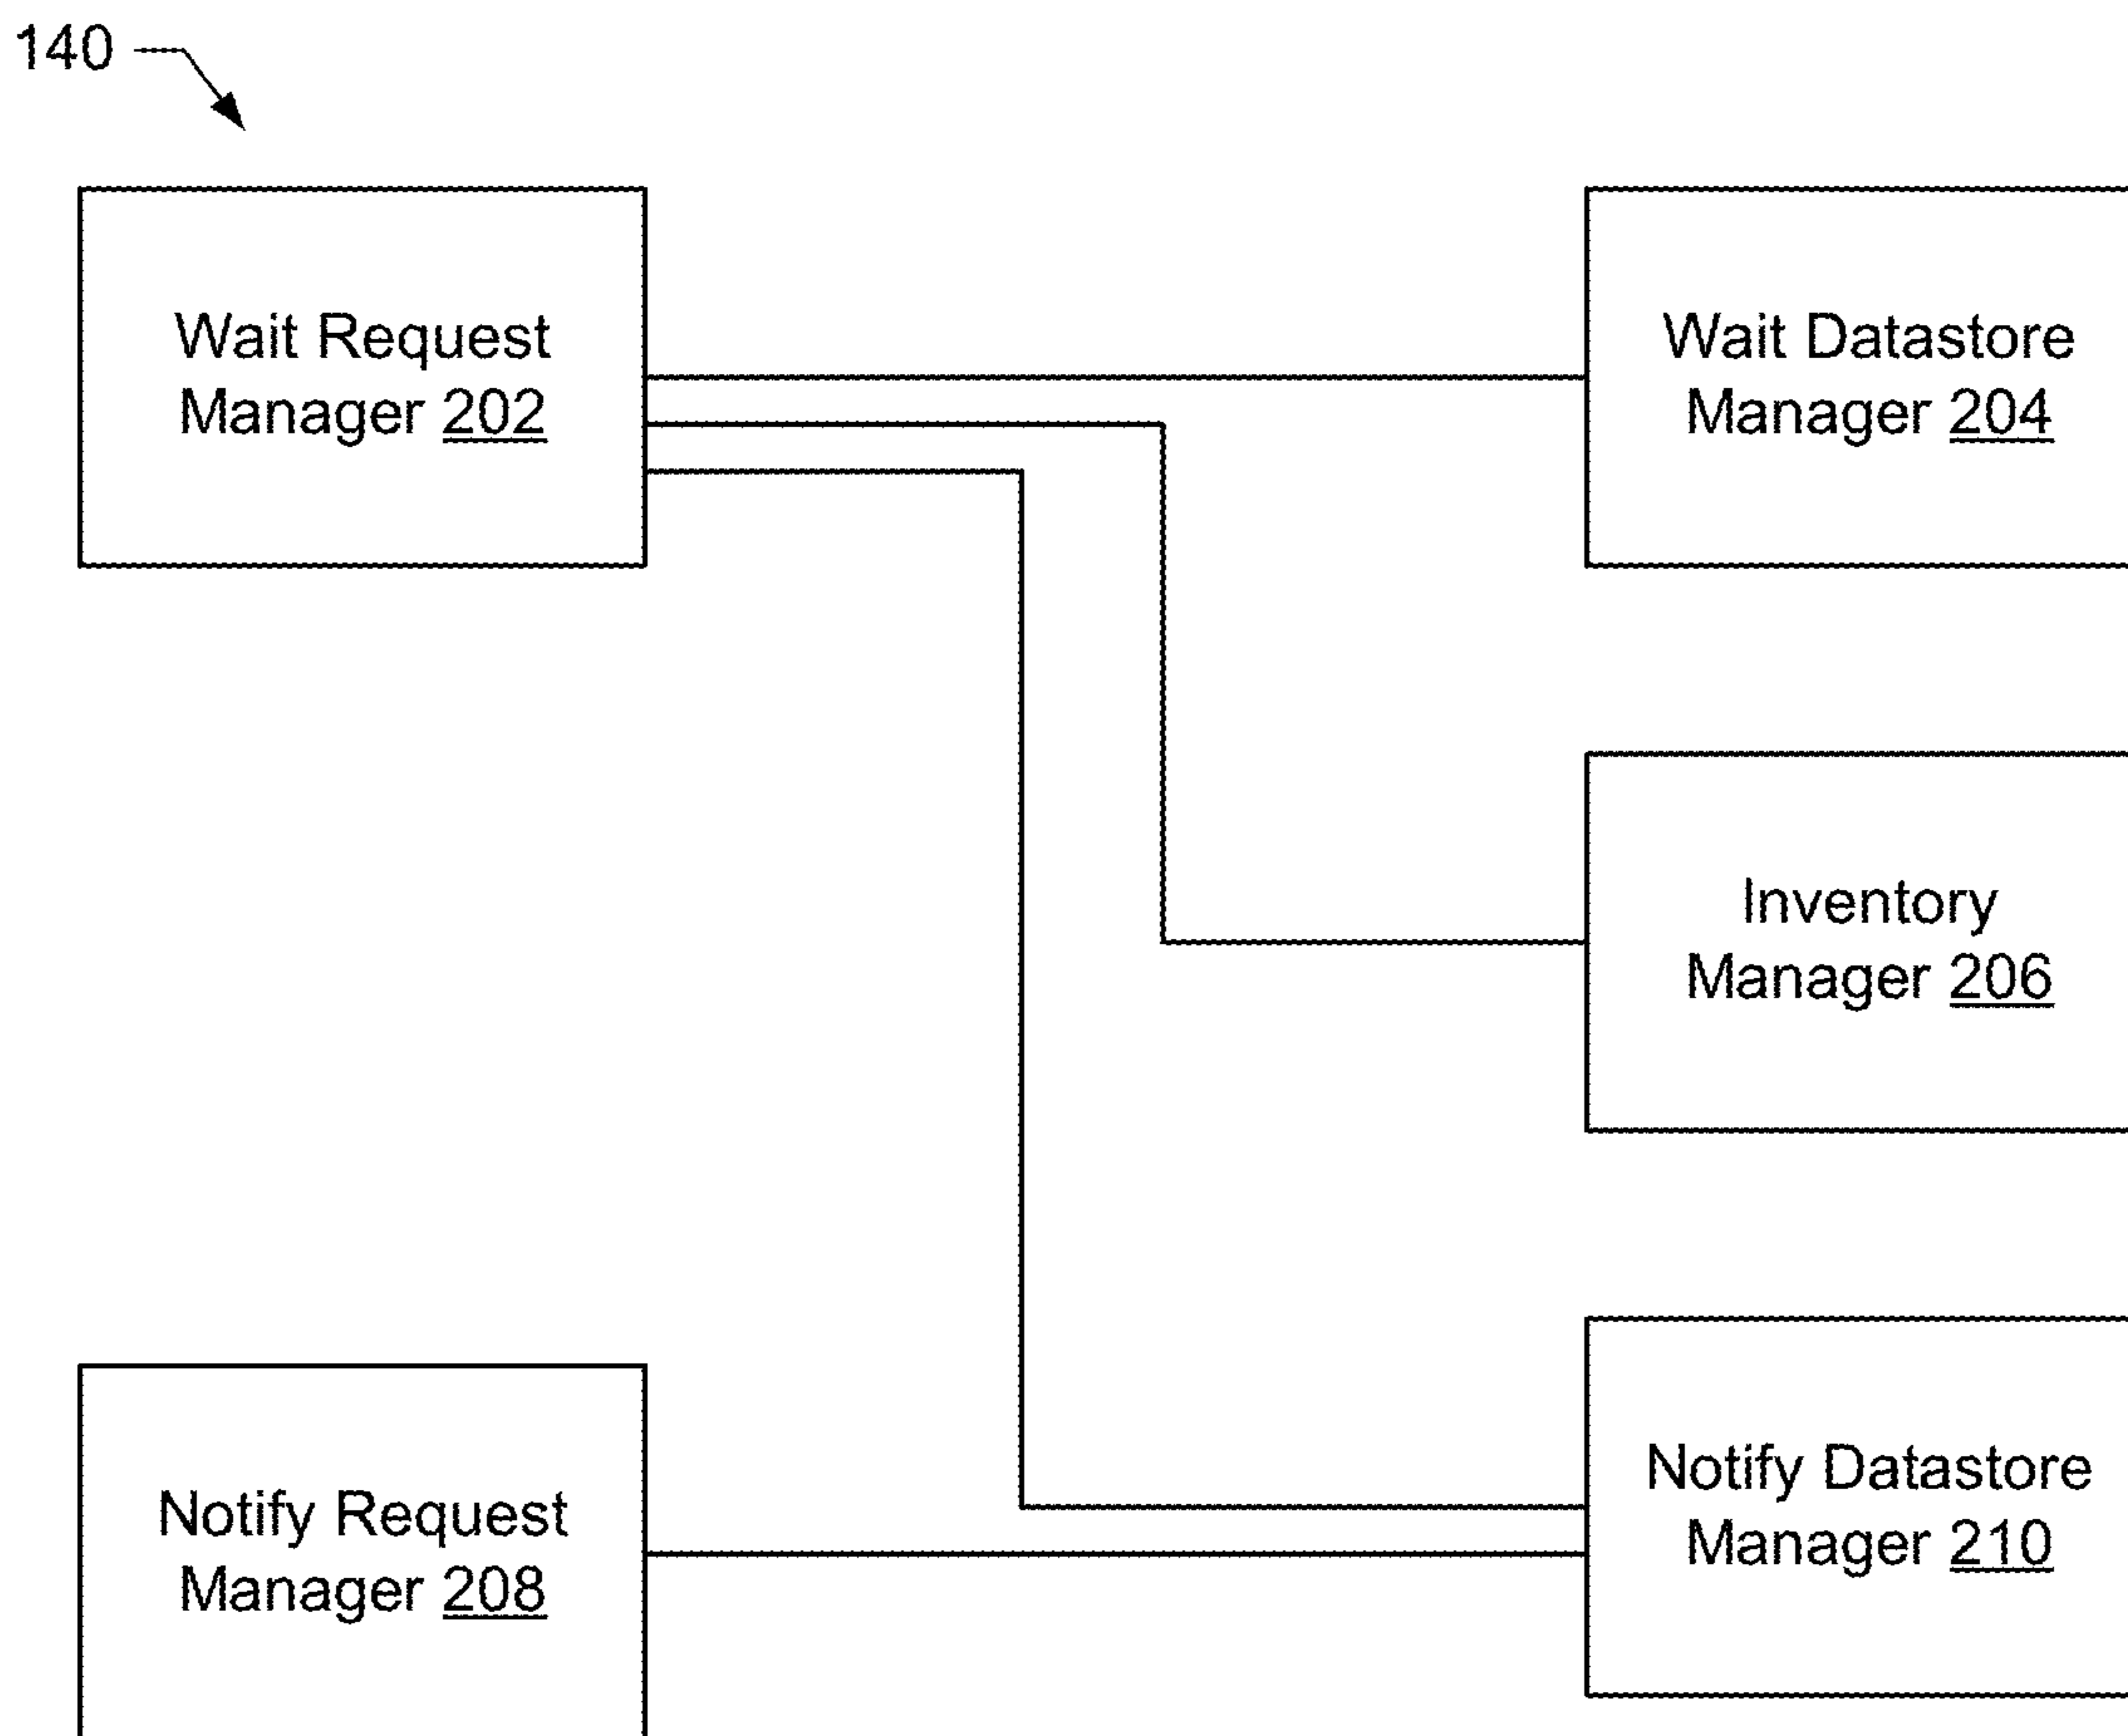 140
Wait Request
Manager 202
Wait Datastore
Manager 204
Inventory
Manager 206
Notify Request
Manager 208
Notify Datastore
Manager 210